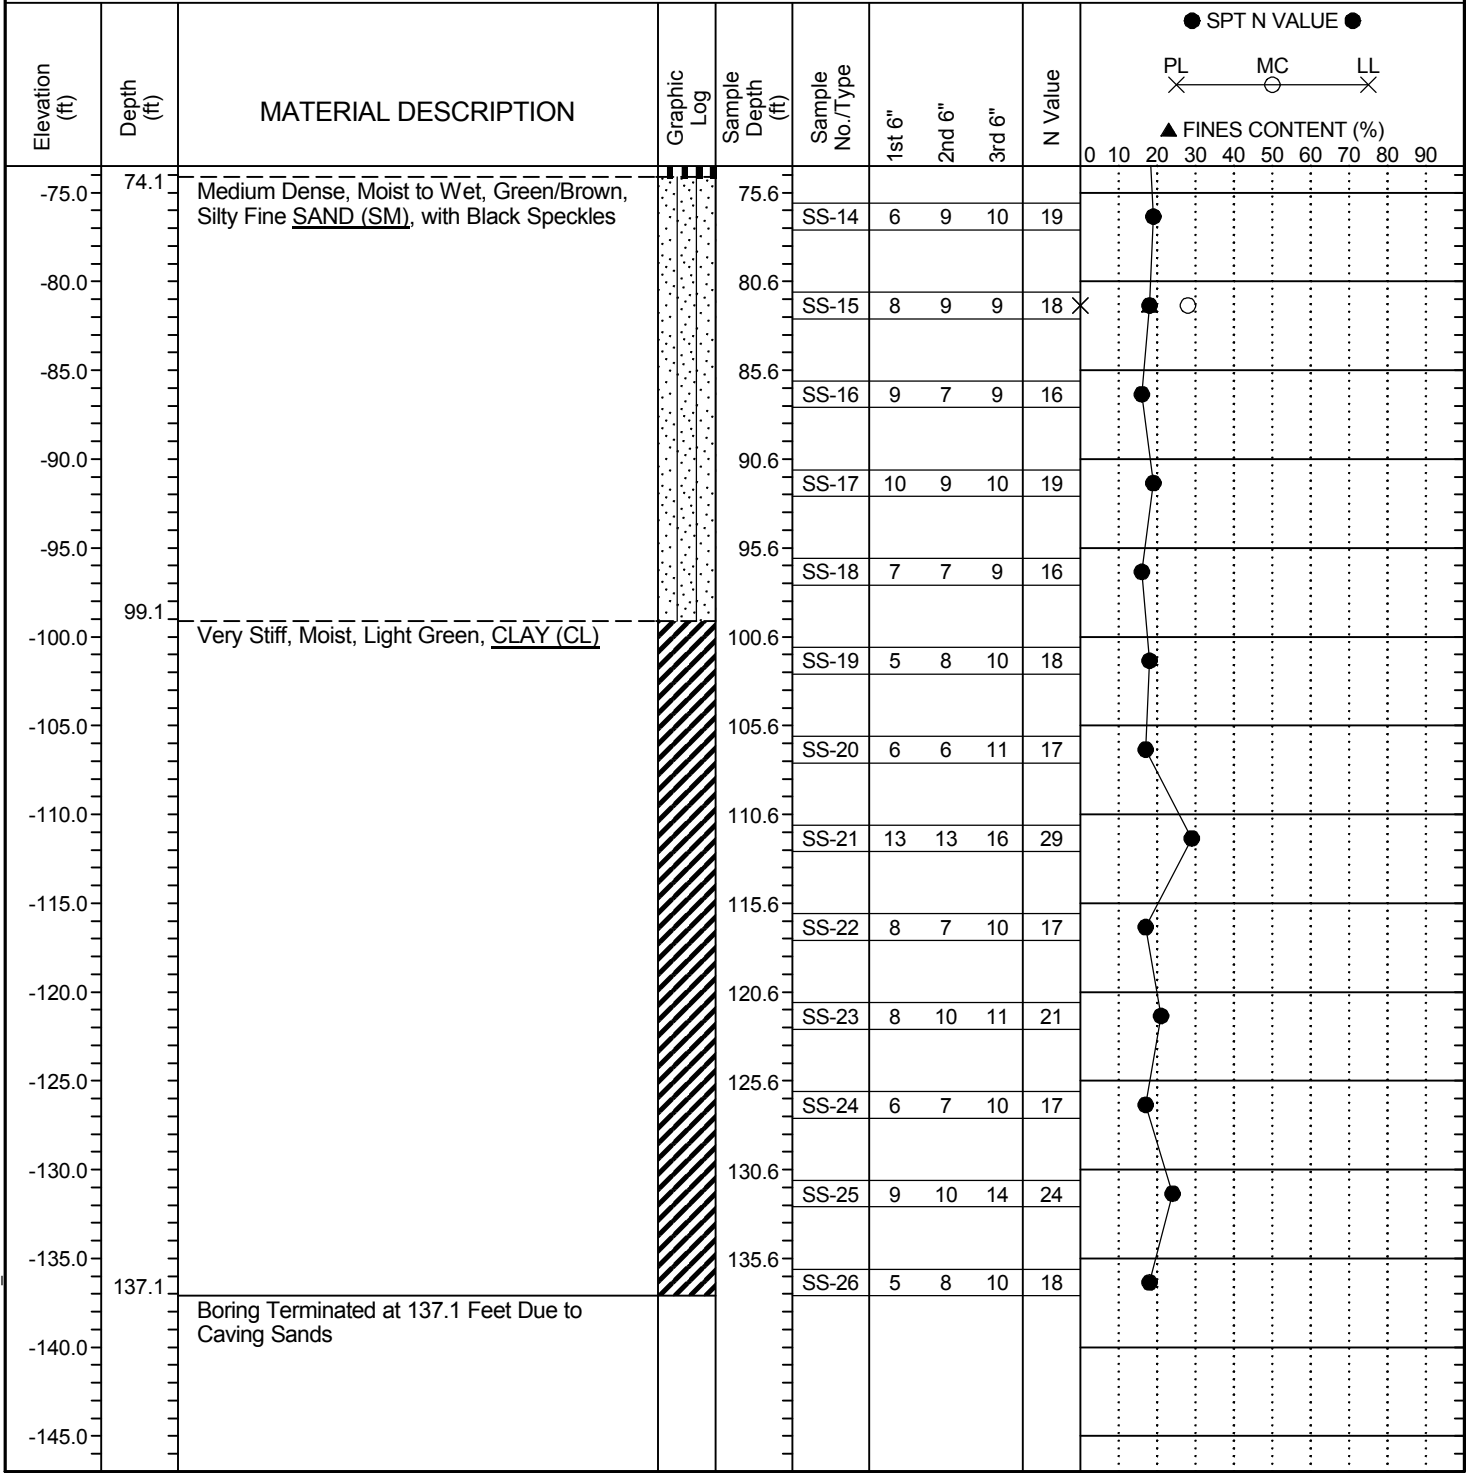 ● SPT N VALUE ●
PL MC LL
▲ FINES CONTENT (%)
Elevation (ft)
Depth (ft)
MATERIAL DESCRIPTION
Graphic Log
Sample Depth (ft)
Sample No./Type
1st 6"
2nd 6"
3rd 6"
N Value
0 10 20 30 40 50 60 70 80 90
74.1
Medium Dense, Moist to Wet, Green/Brown,
-75.0 75.6
Silty Fine SAND (SM), with Black Speckles
SS-14 6 9 10 19
-80.0 80.6
SS-15 8 9 9 18
-85.0 85.6
SS-16 9 7 9 16
-90.0 90.6
SS-17 10 9 10 19
-95.0 95.6
SS-18 7 7 9 16
99.1
Very Stiff, Moist, Light Green, CLAY (CL)
-100.0 100.6
SS-19 5 8 10 18
-105.0 105.6
SS-20 6 6 11 17
-110.0 110.6
SS-21 13 13 16 29
-115.0 115.6
SS-22 8 7 10 17
-120.0 120.6
SS-23 8 10 11 21
-125.0 125.6
SS-24 6 7 10 17
-130.0 130.6
SS-25 9 10 14 24
-135.0 135.6
137.1 SS-26 5 8 10 18
Boring Terminated at 137.1 Feet Due to
Caving Sands
-140.0
-145.0